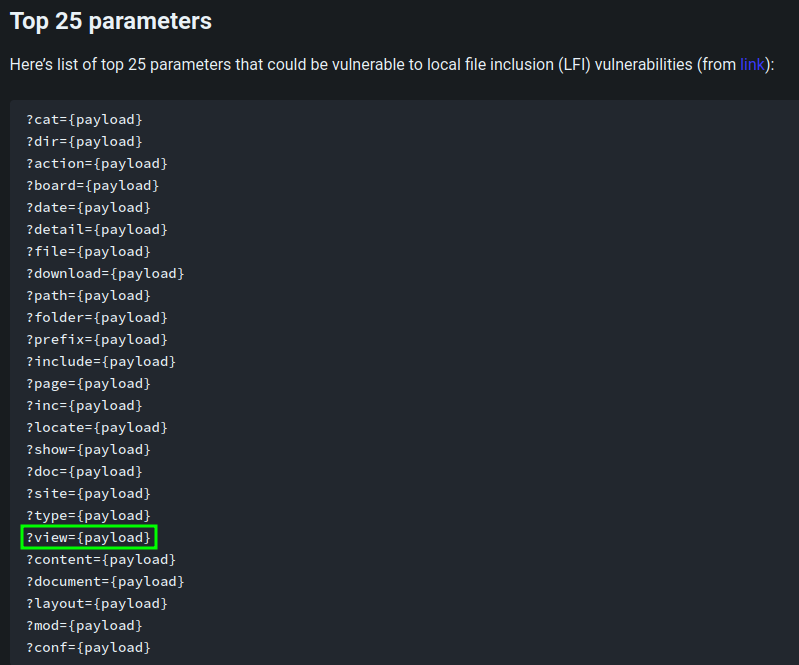 Top 25 parameters
Here's list of top 25 parameters that could be vulnerable to local file inclusion (LFI) vulnerabilities (from link):
?cat={payload}
?dir={payload}
?action={payload}
?board={payload}
?date={payload}
?detail={payload}
?file={payload}
?download={payload}
?path={payload}
?folder={payload}
?prefix={payload}
?include={payload}
?page={payload}
?inc={payload}
?locate={payload}
?show={payload}
?doc={payload}
?site={payload}
?type={payload}
?view={payload}
?content={payload}
?document={payload}
?layout={payload}
?mod={payload}
?conf={payload}